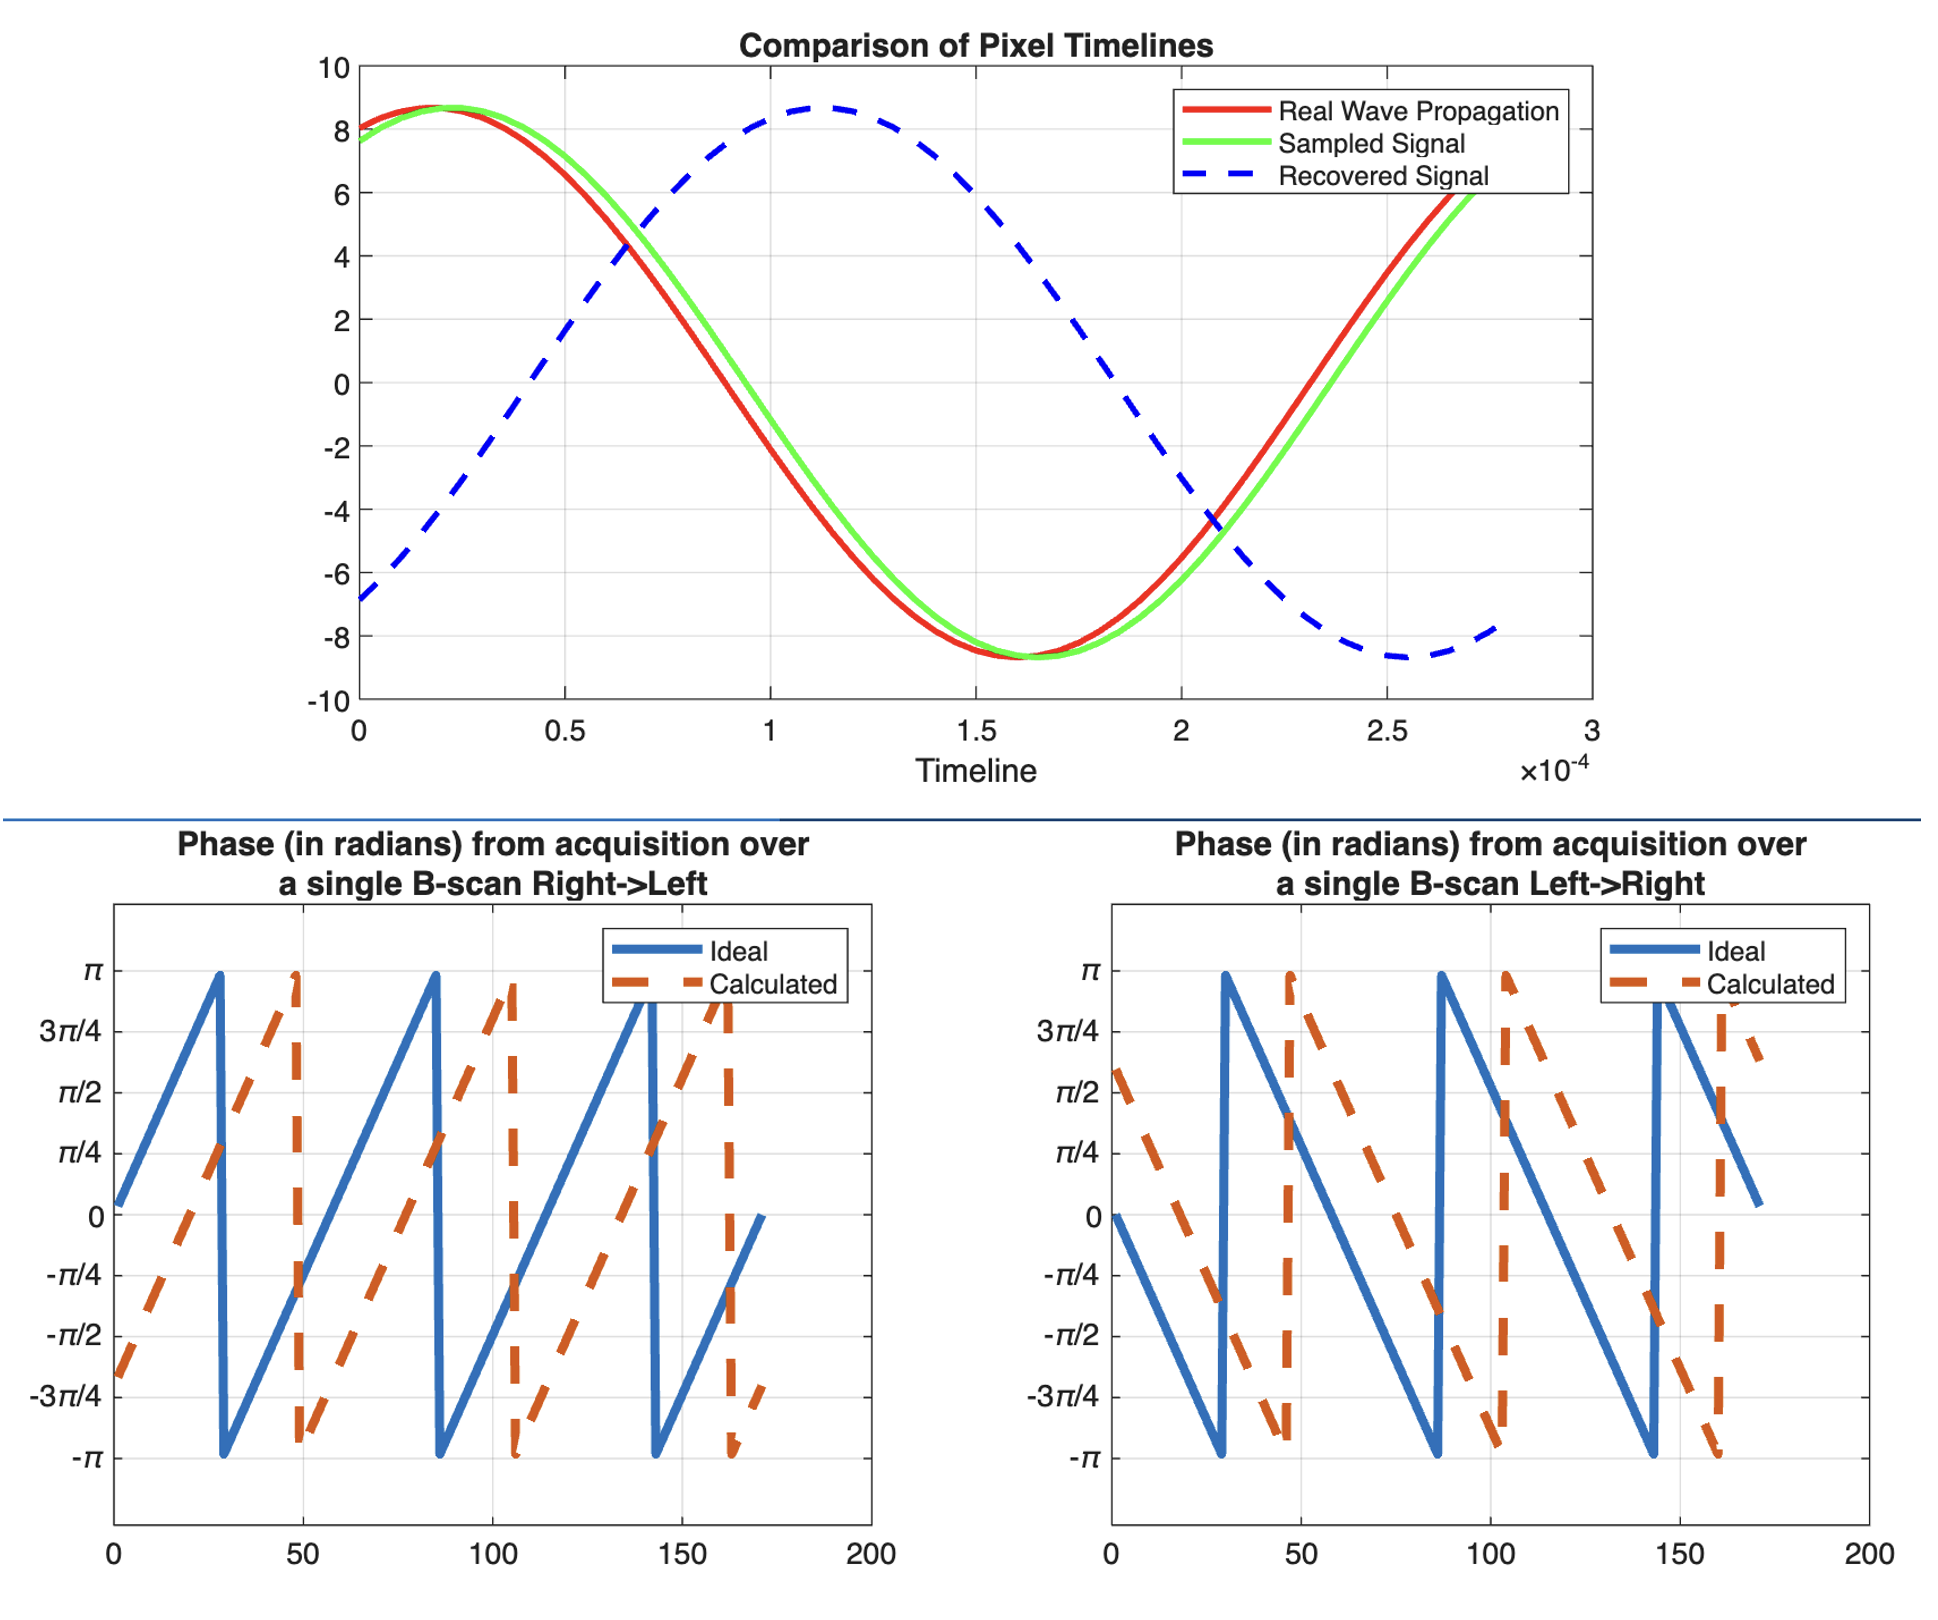 Comparison of Pixel Timelines
10
8
6
4
2
0
-2
-4
-6
-8
-10
Real Wave Propagation
Sampled Signal
Recovered Signal
0 0.5 1 1.5 2 2.5 3
Timeline
×10-4
Phase (in radians) from acquisition over
a single B-scan Right->Left
π
3π/4
π/2
π/4
0
-π/4
-π/2
-3π/4
-π
Ideal
Calculated
0 50 100 150 200
Phase (in radians) from acquisition over
a single B-scan Left->Right
π
3π/4
π/2
π/4
0
-π/4
-π/2
-3π/4
-π
Ideal
Calculated
0 50 100 150 200